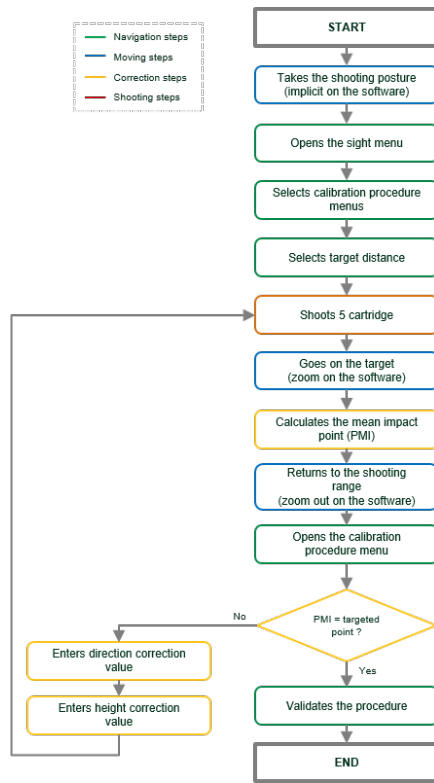 Navigation steps
Moving steps
Correction steps
Shooting steps
START
Takes the shooting posture
(implicit on the software)
Opens the sight menu
Selects calibration procedure
menus
Selects target distance
Shoots 5 cartridge
Goes on the target
(zoom on the software)
Calculates the mean impact
point (PMI)
Returns to the shooting
range
(zoom out on the software)
Opens the calibration
procedure menu
PMI = targeted
point ?
No
Enters direction correction
value
Enters height correction
value
Yes
Validates the procedure
END